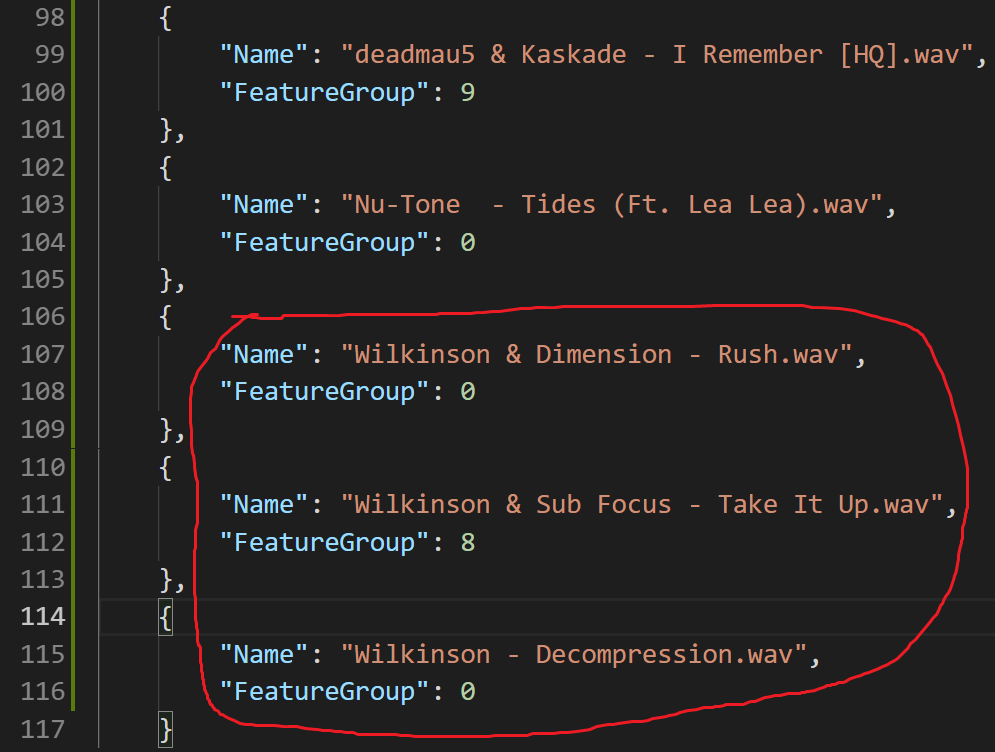 98 {
99 "Name": "deadmau5 & Kaskade - I Remember [HQ].wav",
100 "FeatureGroup": 9
101 },
102 {
103 "Name": "Nu-Tone  - Tides (Ft. Lea Lea).wav",
104 "FeatureGroup": 0
105 },
106 {
107 "Name": "Wilkinson & Dimension - Rush.wav",
108 "FeatureGroup": 0
109 },
110 {
111 "Name": "Wilkinson & Sub Focus - Take It Up.wav",
112 "FeatureGroup": 8
113 },
114 {
115 "Name": "Wilkinson - Decompression.wav",
116 "FeatureGroup": 0
117 }